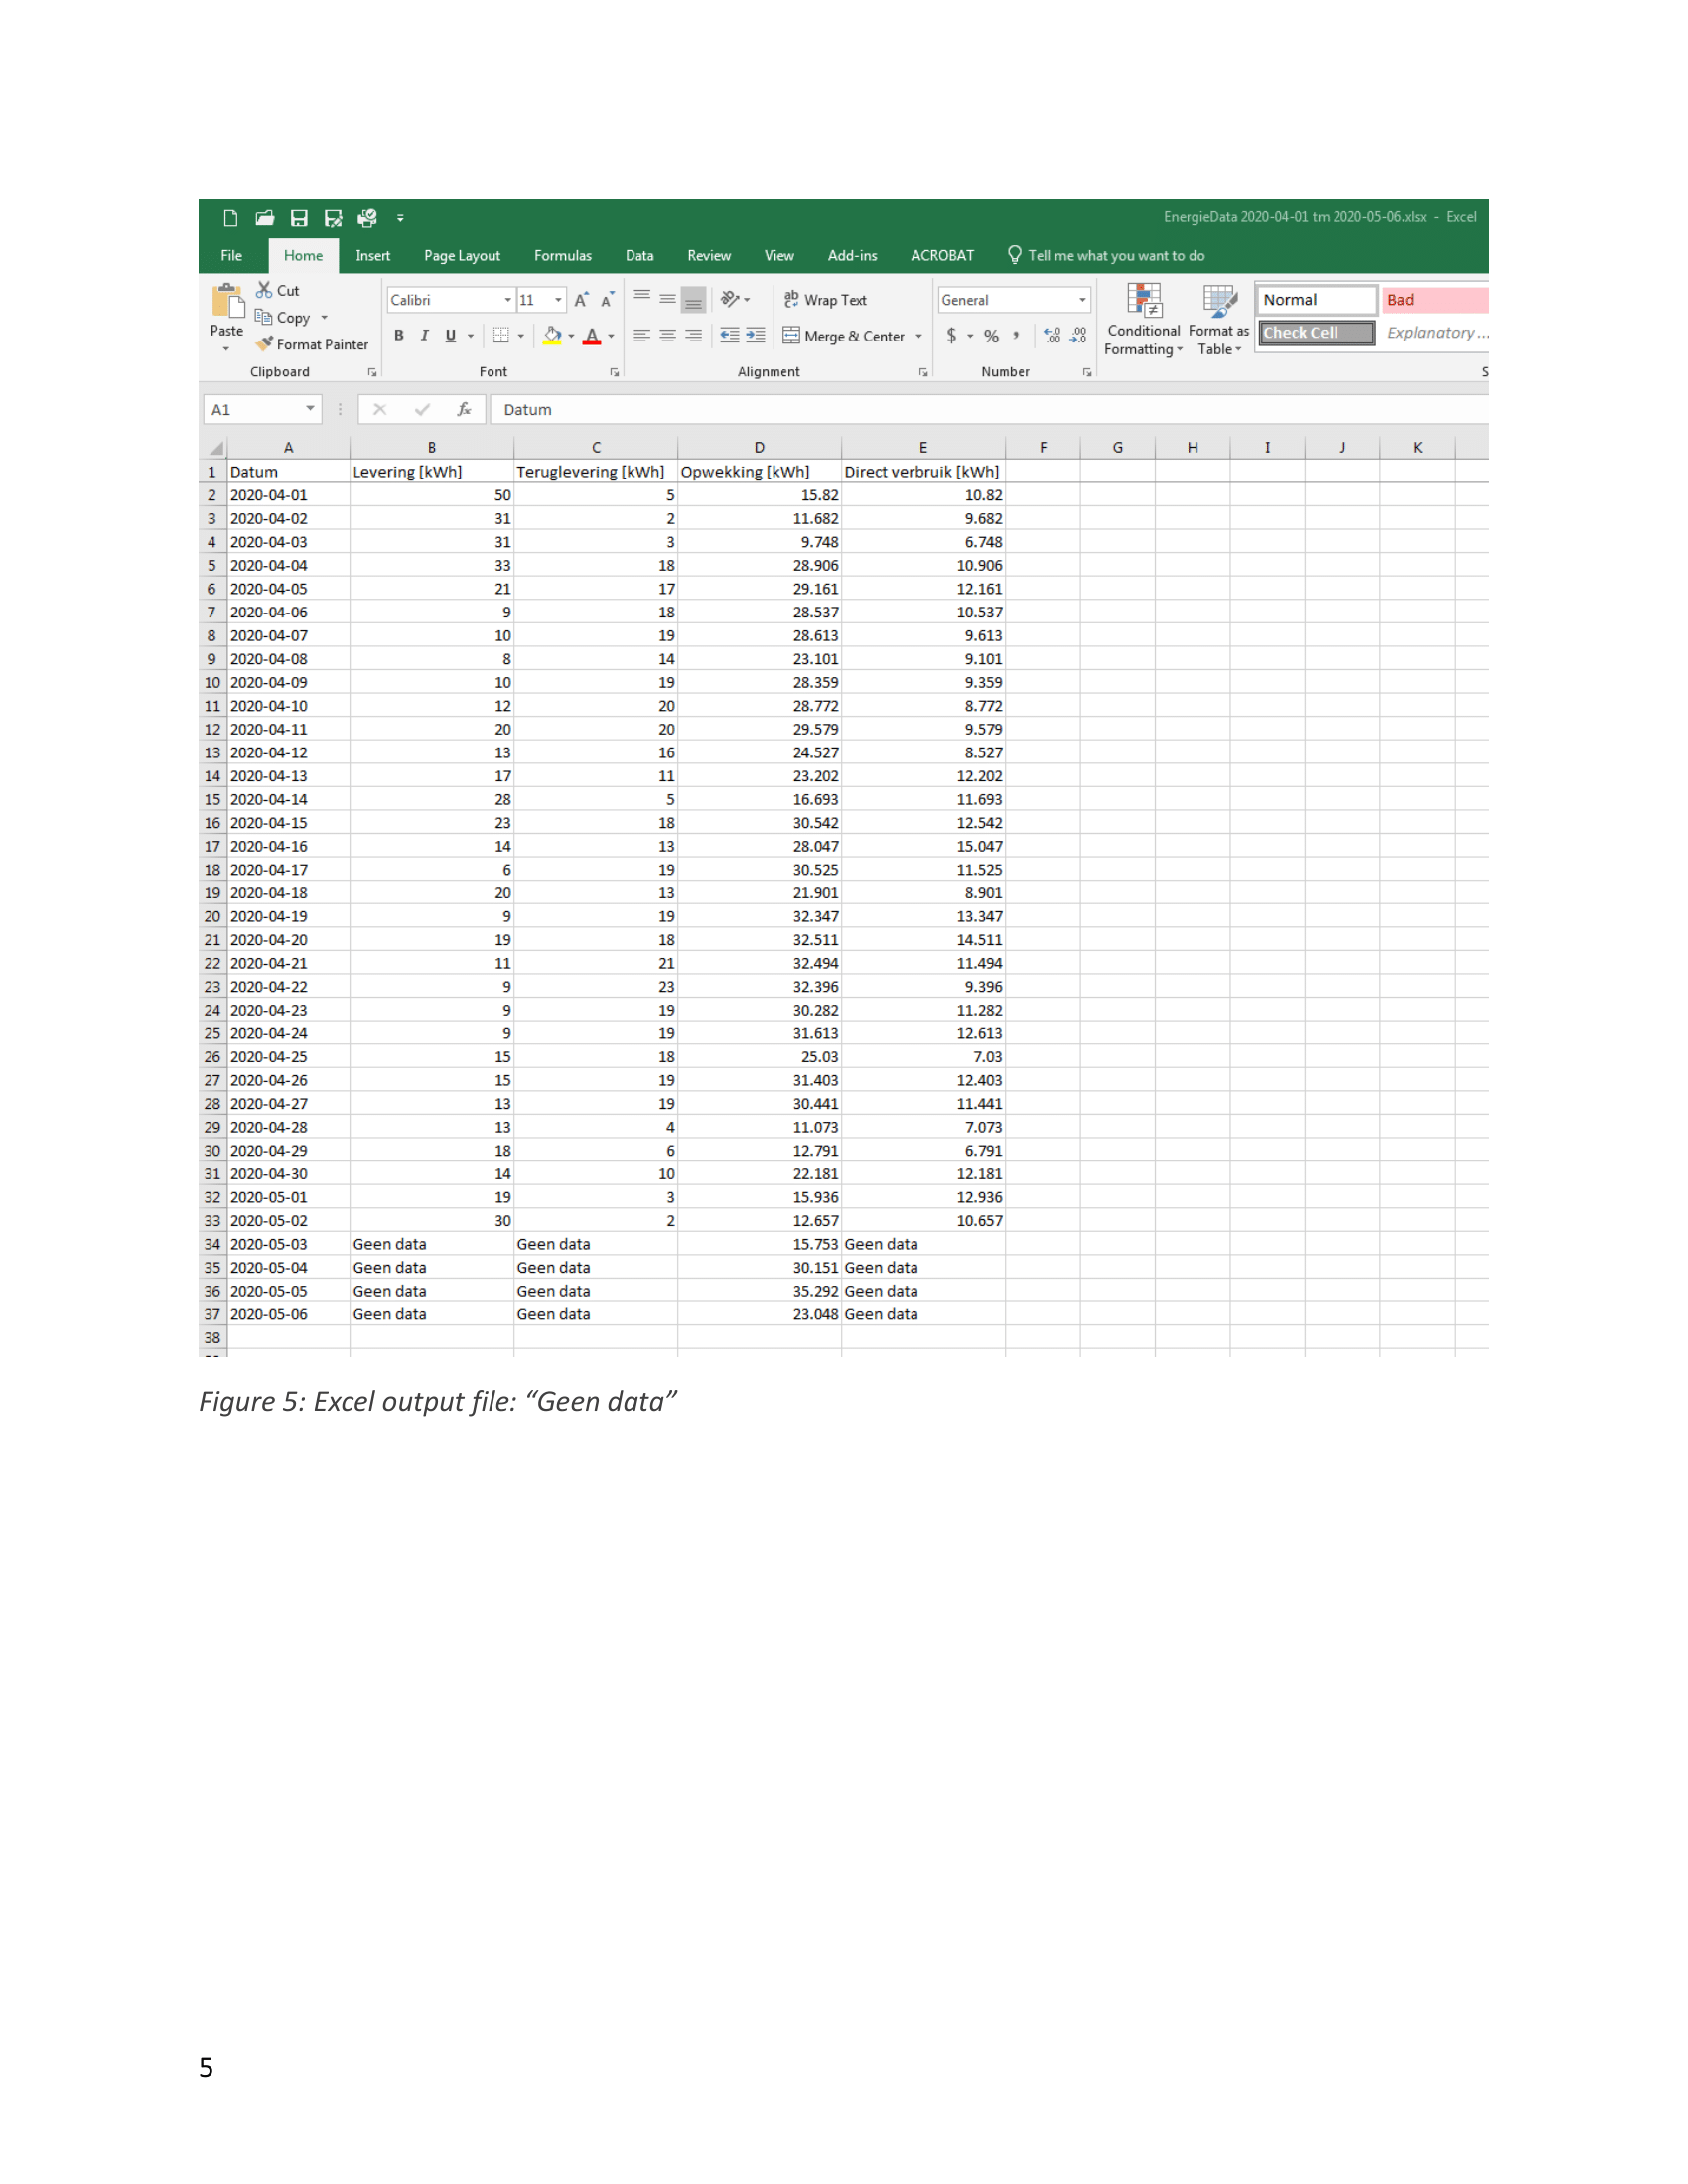 EnergieData 2020-04-01 tm 2020-05-06.xlsx - Excel
File Home Insert Page Layout Formulas Data Review View Add-ins ACROBAT Tell me what you want to do
Paste
Cut
Copy
Format Painter
Clipboard
Calibri 11
B I U
Font
Wrap Text
Merge & Center
Alignment
General
$ % ,
Number
Conditional Formatting
Format as Table
Normal Bad
Check Cell Explanatory ...
A1 fx Datum
A B C D E F G H I J K
1 Datum Levering [kWh] Teruglevering [kWh] Opwekking [kWh] Direct verbruik [kWh]
2 2020-04-01 50 5 15.82 10.82
3 2020-04-02 31 2 11.682 9.682
4 2020-04-03 31 3 9.748 6.748
5 2020-04-04 33 18 28.906 10.906
6 2020-04-05 21 17 29.161 12.161
7 2020-04-06 9 18 28.537 10.537
8 2020-04-07 10 19 28.613 9.613
9 2020-04-08 8 14 23.101 9.101
10 2020-04-09 10 19 28.359 9.359
11 2020-04-10 12 20 28.772 8.772
12 2020-04-11 20 20 29.579 9.579
13 2020-04-12 13 16 24.527 8.527
14 2020-04-13 17 11 23.202 12.202
15 2020-04-14 28 5 16.693 11.693
16 2020-04-15 23 18 30.542 12.542
17 2020-04-16 14 13 28.047 15.047
18 2020-04-17 6 19 30.525 11.525
19 2020-04-18 20 13 21.901 8.901
20 2020-04-19 9 19 32.347 13.347
21 2020-04-20 19 18 32.511 14.511
22 2020-04-21 11 21 32.494 11.494
23 2020-04-22 9 23 32.396 9.396
24 2020-04-23 9 19 30.282 11.282
25 2020-04-24 9 19 31.613 12.613
26 2020-04-25 15 18 25.03 7.03
27 2020-04-26 15 19 31.403 12.403
28 2020-04-27 13 19 30.441 11.441
29 2020-04-28 13 4 11.073 7.073
30 2020-04-29 18 6 12.791 6.791
31 2020-04-30 14 10 22.181 12.181
32 2020-05-01 19 3 15.936 12.936
33 2020-05-02 30 2 12.657 10.657
34 2020-05-03 Geen data Geen data 15.753 Geen data
35 2020-05-04 Geen data Geen data 30.151 Geen data
36 2020-05-05 Geen data Geen data 35.292 Geen data
37 2020-05-06 Geen data Geen data 23.048 Geen data
38
Figure 5: Excel output file: “Geen data”
5